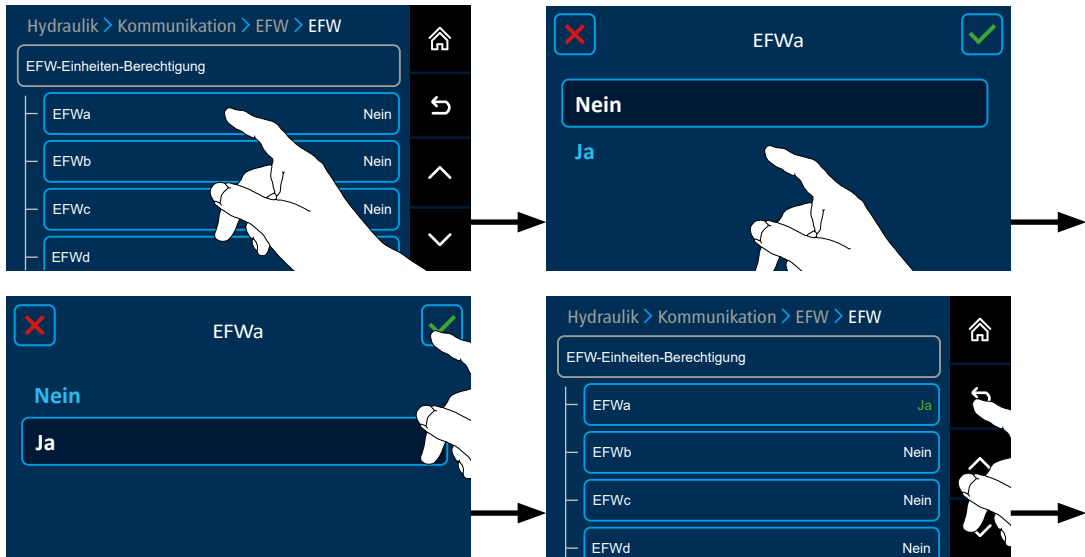 Hydraulik > Kommunikation > EFW > EFW
EFW-Einheiten-Berechtigung
EFWa Nein
EFWb Nein
EFWc Nein
EFWd
EFWa
Nein
Ja
EFWa
Nein
Ja
Hydraulik > Kommunikation > EFW > EFW
EFW-Einheiten-Berechtigung
EFWa Ja
EFWb Nein
EFWc Nein
EFWd Nein